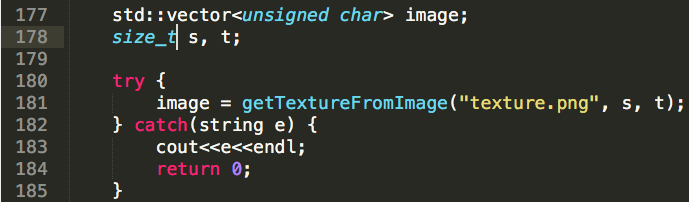 177 std::vector<unsigned char> image;
178 size_t s, t;
179
180 try {
181 image = getTextureFromImage("texture.png", s, t);
182 } catch(string e) {
183 cout<<e<<endl;
184 return 0;
185 }